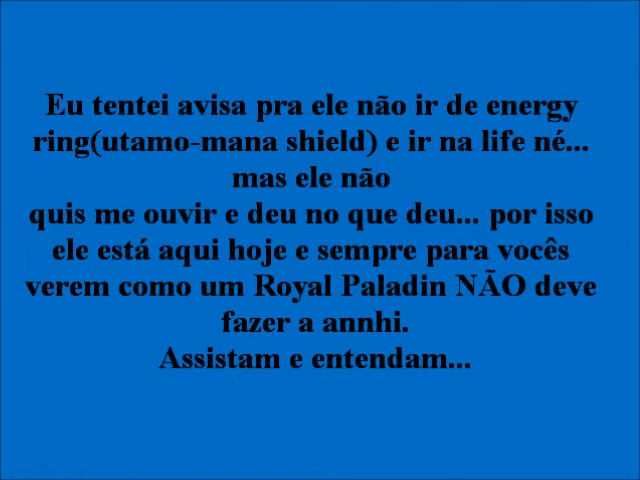 Eu tentei avisa pra ele não ir de energy
ring(utamo-mana shield) e ir na life né...
mas ele não
quis me ouvir e deu no que deu... por isso
ele está aqui hoje e sempre para vocês
verem como um Royal Paladin NÃO deve
fazer a annhi.
Assistam e entendam...